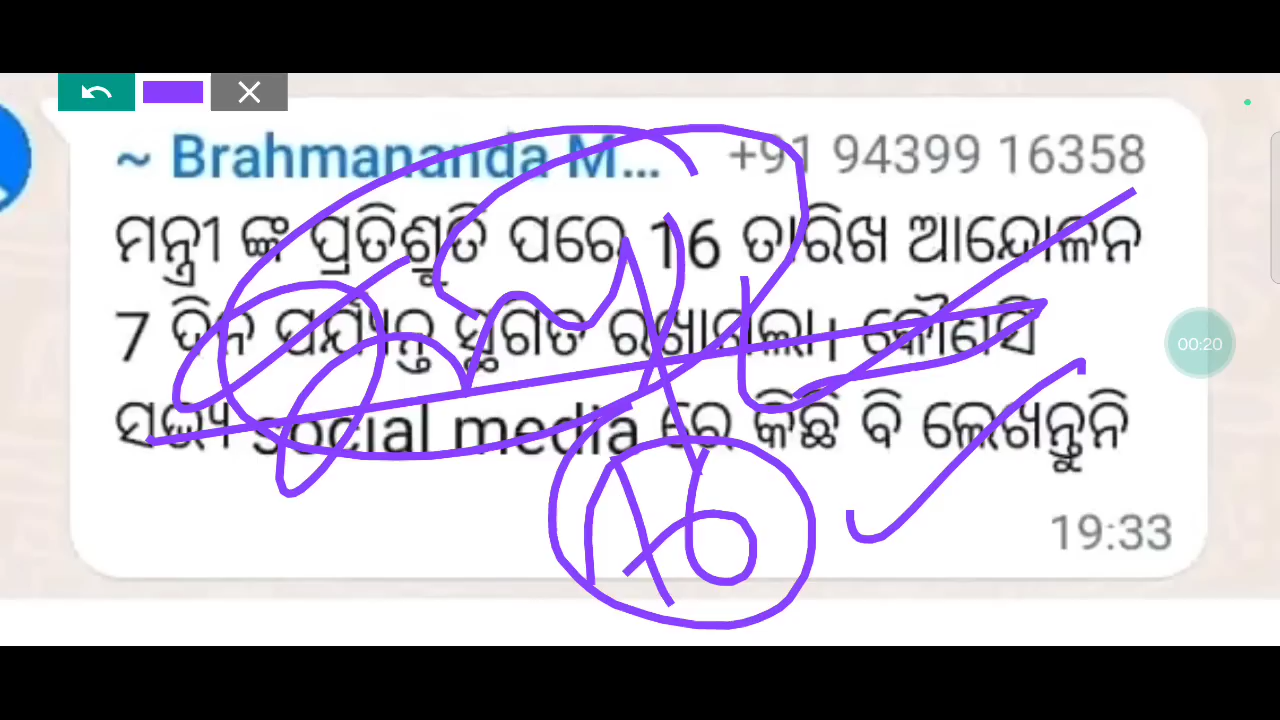 ~ Brahmananda M... +91 94399 16358
ମନ୍ତ୍ରୀ ଙ୍କ ପ୍ରତିଶ୍ରୁତି ପରେ 16 ତାରିଖ ଆନ୍ଦୋଳନ
7 ଦିନ ପର୍ଯ୍ୟନ୍ତ ସ୍ଥଗିତ ରଖାଗଲା। କୌଣସି
ସଭ୍ୟ social media ରେ କିଛି ବି ଲେଖନ୍ତୁନି
16
19:33
00:20